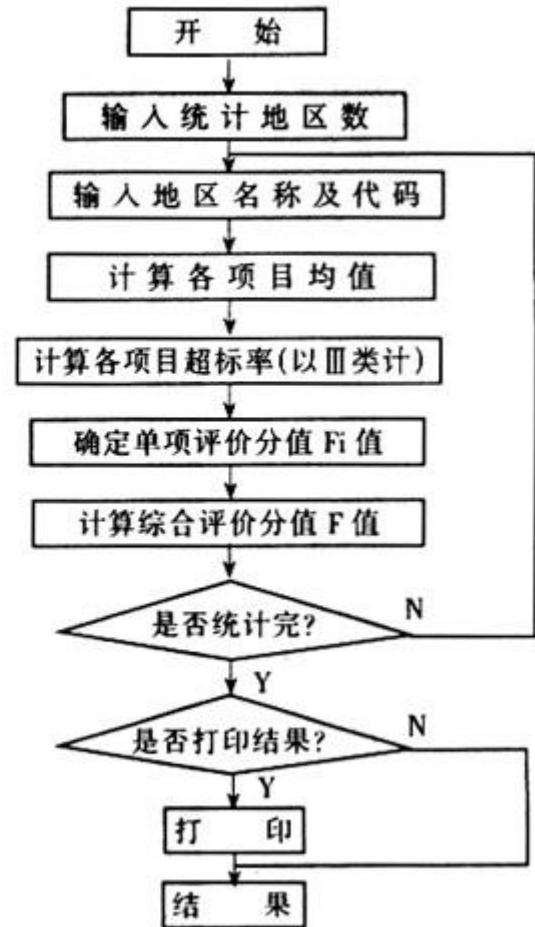 开 始
输入统计地区数
输入地区名称及代码
计算各项目均值
计算各项目超标率(以Ⅲ类计)
确定单项评价分值 Fi 值
计算综合评价分值 F 值
是否统计完?
N
Y
是否打印结果?
N
Y
打 印
结 果